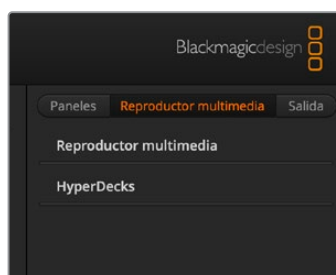 Blackmagicdesign
Paneles Reproductor multimedia Salida
Reproductor multimedia
HyperDecks